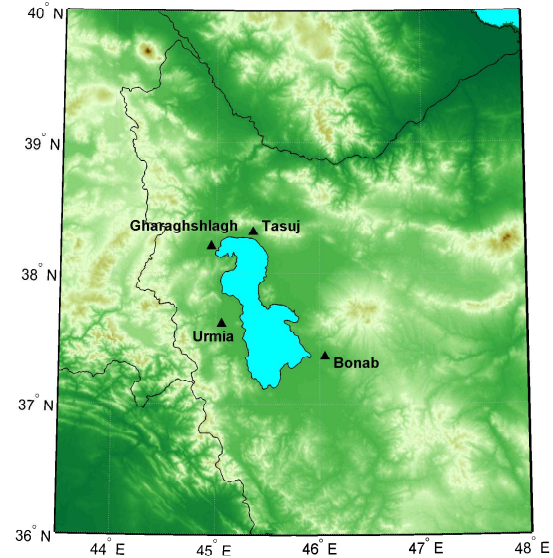 40° N
39° N
Gharaghshlagh
Tasuj
38° N
Urmia
Bonab
37° N
36° N
44° E
45° E
46° E
47° E
48° E